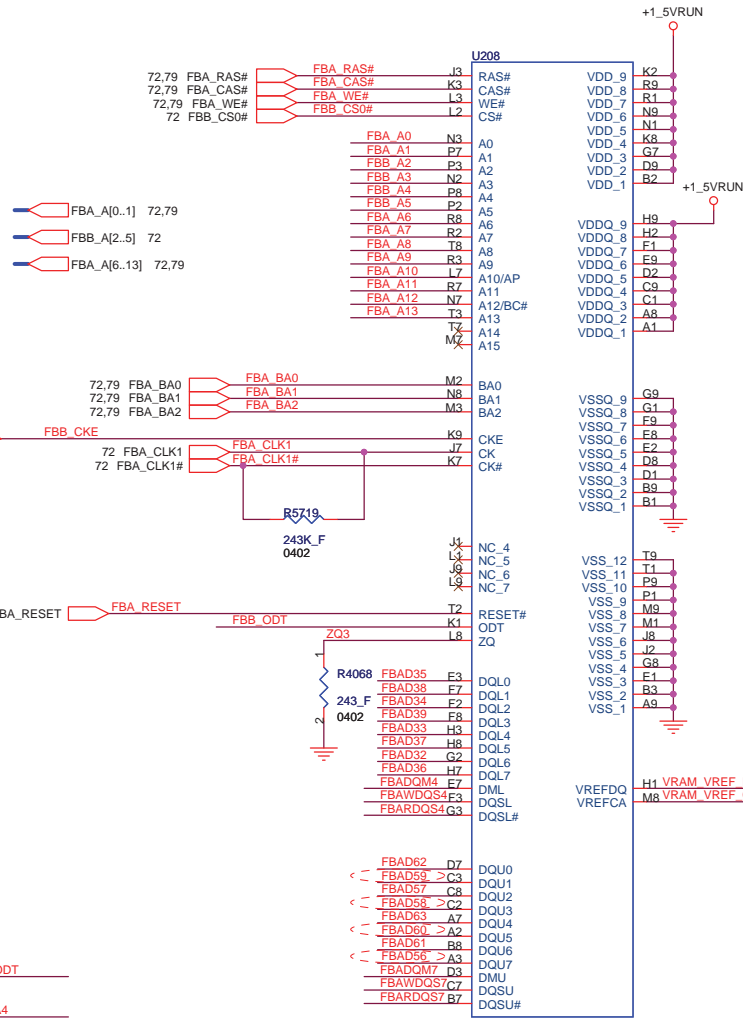 +1_5VRUN
U208
72,79 FBA_RAS# FBA_RAS# J3 RAS# VDD_9 K2
72,79 FBA_CAS# FBA_CAS# K3 CAS# VDD_8 R9
72,79 FBA_WE# FBA_WE# L3 WE# VDD_7 R1
72 FBB_CS0# FBB_CS0# L2 CS# VDD_6 N9
VDD_5 N1
FBA_A0 N3 A0 VDD_4 K8
FBA_A1 P7 A1 VDD_3 G7
FBB_A2 P3 A2 VDD_2 D9
FBB_A3 N2 A3 VDD_1 B2
+1_5VRUN
FBB_A4 P8 A4
FBB_A5 P2 A5
FBA_A[0..1] 72,79
FBA_A6 R8 A6 VDDQ_9 H9
FBB_A[2..5] 72
FBA_A7 R2 A7 VDDQ_8 H2
FBA_A8 T8 A8 VDDQ_7 F1
FBA_A[6..13] 72,79
FBA_A9 R3 A9 VDDQ_6 E9
FBA_A10 L7 A10/AP VDDQ_5 D2
FBA_A11 R7 A11 VDDQ_4 C9
FBA_A12 N7 A12/BC# VDDQ_3 C1
FBA_A13 T3 A13 VDDQ_2 A8
T7 A14 VDDQ_1 A1
M7 A15
72,79 FBA_BA0 FBA_BA0 M2 BA0
72,79 FBA_BA1 FBA_BA1 N8 BA1 VSSQ_9 G9
72,79 FBA_BA2 FBA_BA2 M3 BA2 VSSQ_8 G1
VSSQ_7 F9
FBB_CKE K9 CKE VSSQ_6 E8
72 FBA_CLK1 FBA_CLK1 J7 CK VSSQ_5 E2
72 FBA_CLK1# FBA_CLK1# K7 CK# VSSQ_4 D8
VSSQ_3 D1
VSSQ_2 B9
VSSQ_1 B1
R5719
243K_F
0402
J1 NC_4
L1 NC_5 VSS_12 T9
J9 NC_6 VSS_11 T1
L9 NC_7 VSS_10 P9
VSS_9 P1
BA_RESET FBA_RESET T2 RESET# VSS_8 M9
FBB_ODT K1 ODT VSS_7 M1
ZQ3 L8 ZQ VSS_6 J8
VSS_5 J2
VSS_4 G8
1
R4068
243_F
0402
2
FBAD35 E3 DQL0 VSS_3 E1
FBAD38 F7 DQL1 VSS_2 B3
FBAD34 F2 DQL2 VSS_1 A9
FBAD39 F8 DQL3
FBAD33 H3 DQL4
FBAD37 H8 DQL5
FBAD32 G2 DQL6
FBAD36 H7 DQL7
FBADQM4 E7 DML VREFDQ H1 VRAM_VREF_
FBAWDQS4 F3 DQSL VREFCA M8 VRAM_VREF_
FBARDQS4 G3 DQSL#
FBAD62 D7 DQU0
FBAD59 C3 DQU1
FBAD57 C8 DQU2
FBAD58 C2 DQU3
FBAD63 A7 DQU4
FBAD60 A2 DQU5
FBAD61 B8 DQU6
FBAD56 A3 DQU7
ODT
FBADQM7 D3 DMU
FBAWDQS7 C7 DQSU
FBARDQS7 B7 DQSU#
A4